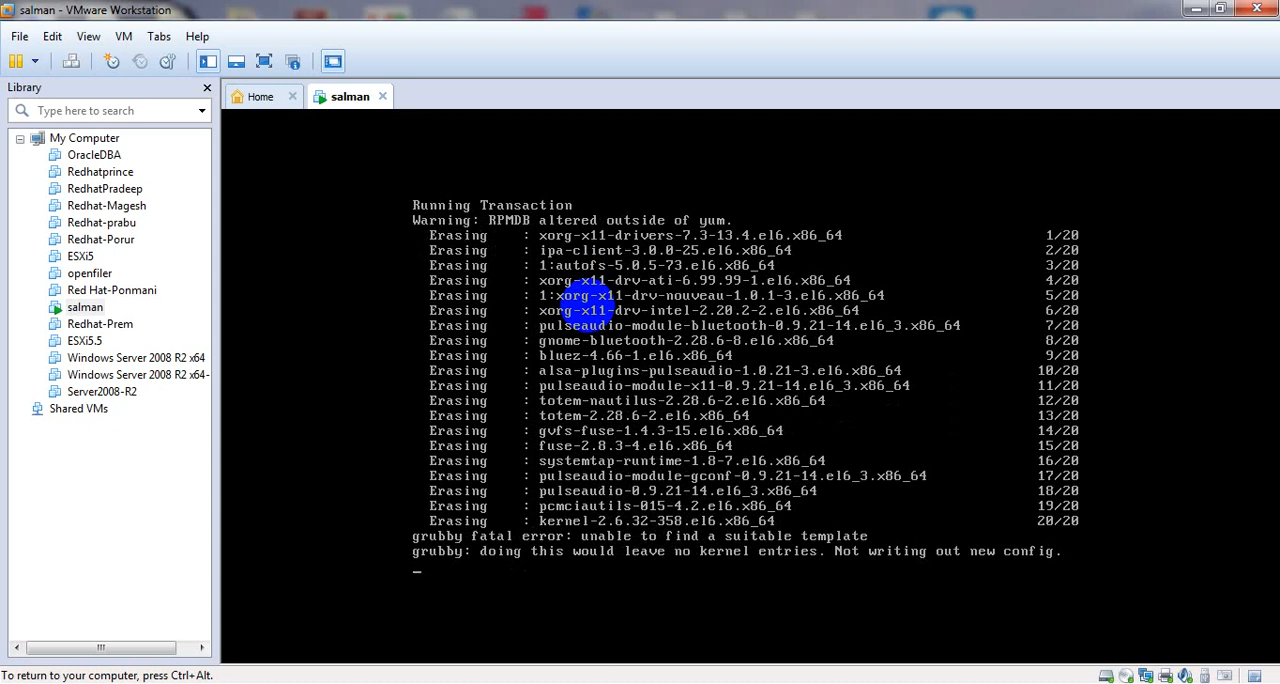 salman - VMware Workstation
File Edit View VM Tabs Help
Library
Home
salman
Type here to search
My Computer
OracleDBA
Redhatprince
RedhatPradeep
Redhat-Magesh
Redhat-prabu
Redhat-Porur
ESXi5
openfiler
Red Hat-Ponmani
salman
Redhat-Prem
ESXi5.5
Windows Server 2008 R2 x64
Windows Server 2008 R2 x64-
Server2008-R2
Shared VMs
Running Transaction
Warning: RPMDB altered outside of yum.
Erasing : xorg-x11-drivers-7.3-13.4.el6.x86_64 1/20
Erasing : ipa-client-3.0.0-25.el6.x86_64 2/20
Erasing : 1:autofs-5.0.5-73.el6.x86_64 3/20
Erasing : xorg-x11-drv-ati-6.99.99-1.el6.x86_64 4/20
Erasing : 1:xorg-x11-drv-nouveau-1.0.1-3.el6.x86_64 5/20
Erasing : xorg-x11-drv-intel-2.20.2-2.el6.x86_64 6/20
Erasing : pulseaudio-module-bluetooth-0.9.21-14.el6_3.x86_64 7/20
Erasing : gnome-bluetooth-2.28.6-8.el6.x86_64 8/20
Erasing : bluez-4.66-1.el6.x86_64 9/20
Erasing : alsa-plugins-pulseaudio-1.0.21-3.el6.x86_64 10/20
Erasing : pulseaudio-module-x11-0.9.21-14.el6_3.x86_64 11/20
Erasing : totem-nautilus-2.28.6-2.el6.x86_64 12/20
Erasing : totem-2.28.6-2.el6.x86_64 13/20
Erasing : gvfs-fuse-1.4.3-15.el6.x86_64 14/20
Erasing : fuse-2.8.3-4.el6.x86_64 15/20
Erasing : systemtap-runtime-1.8-7.el6.x86_64 16/20
Erasing : pulseaudio-module-gconf-0.9.21-14.el6_3.x86_64 17/20
Erasing : pulseaudio-0.9.21-14.el6_3.x86_64 18/20
Erasing : pcmciautils-015-4.2.el6.x86_64 19/20
Erasing : kernel-2.6.32-358.el6.x86_64 20/20
grubby fatal error: unable to find a suitable template
grubby: doing this would leave no kernel entries. Not writing out new config.
To return to your computer, press Ctrl+Alt.